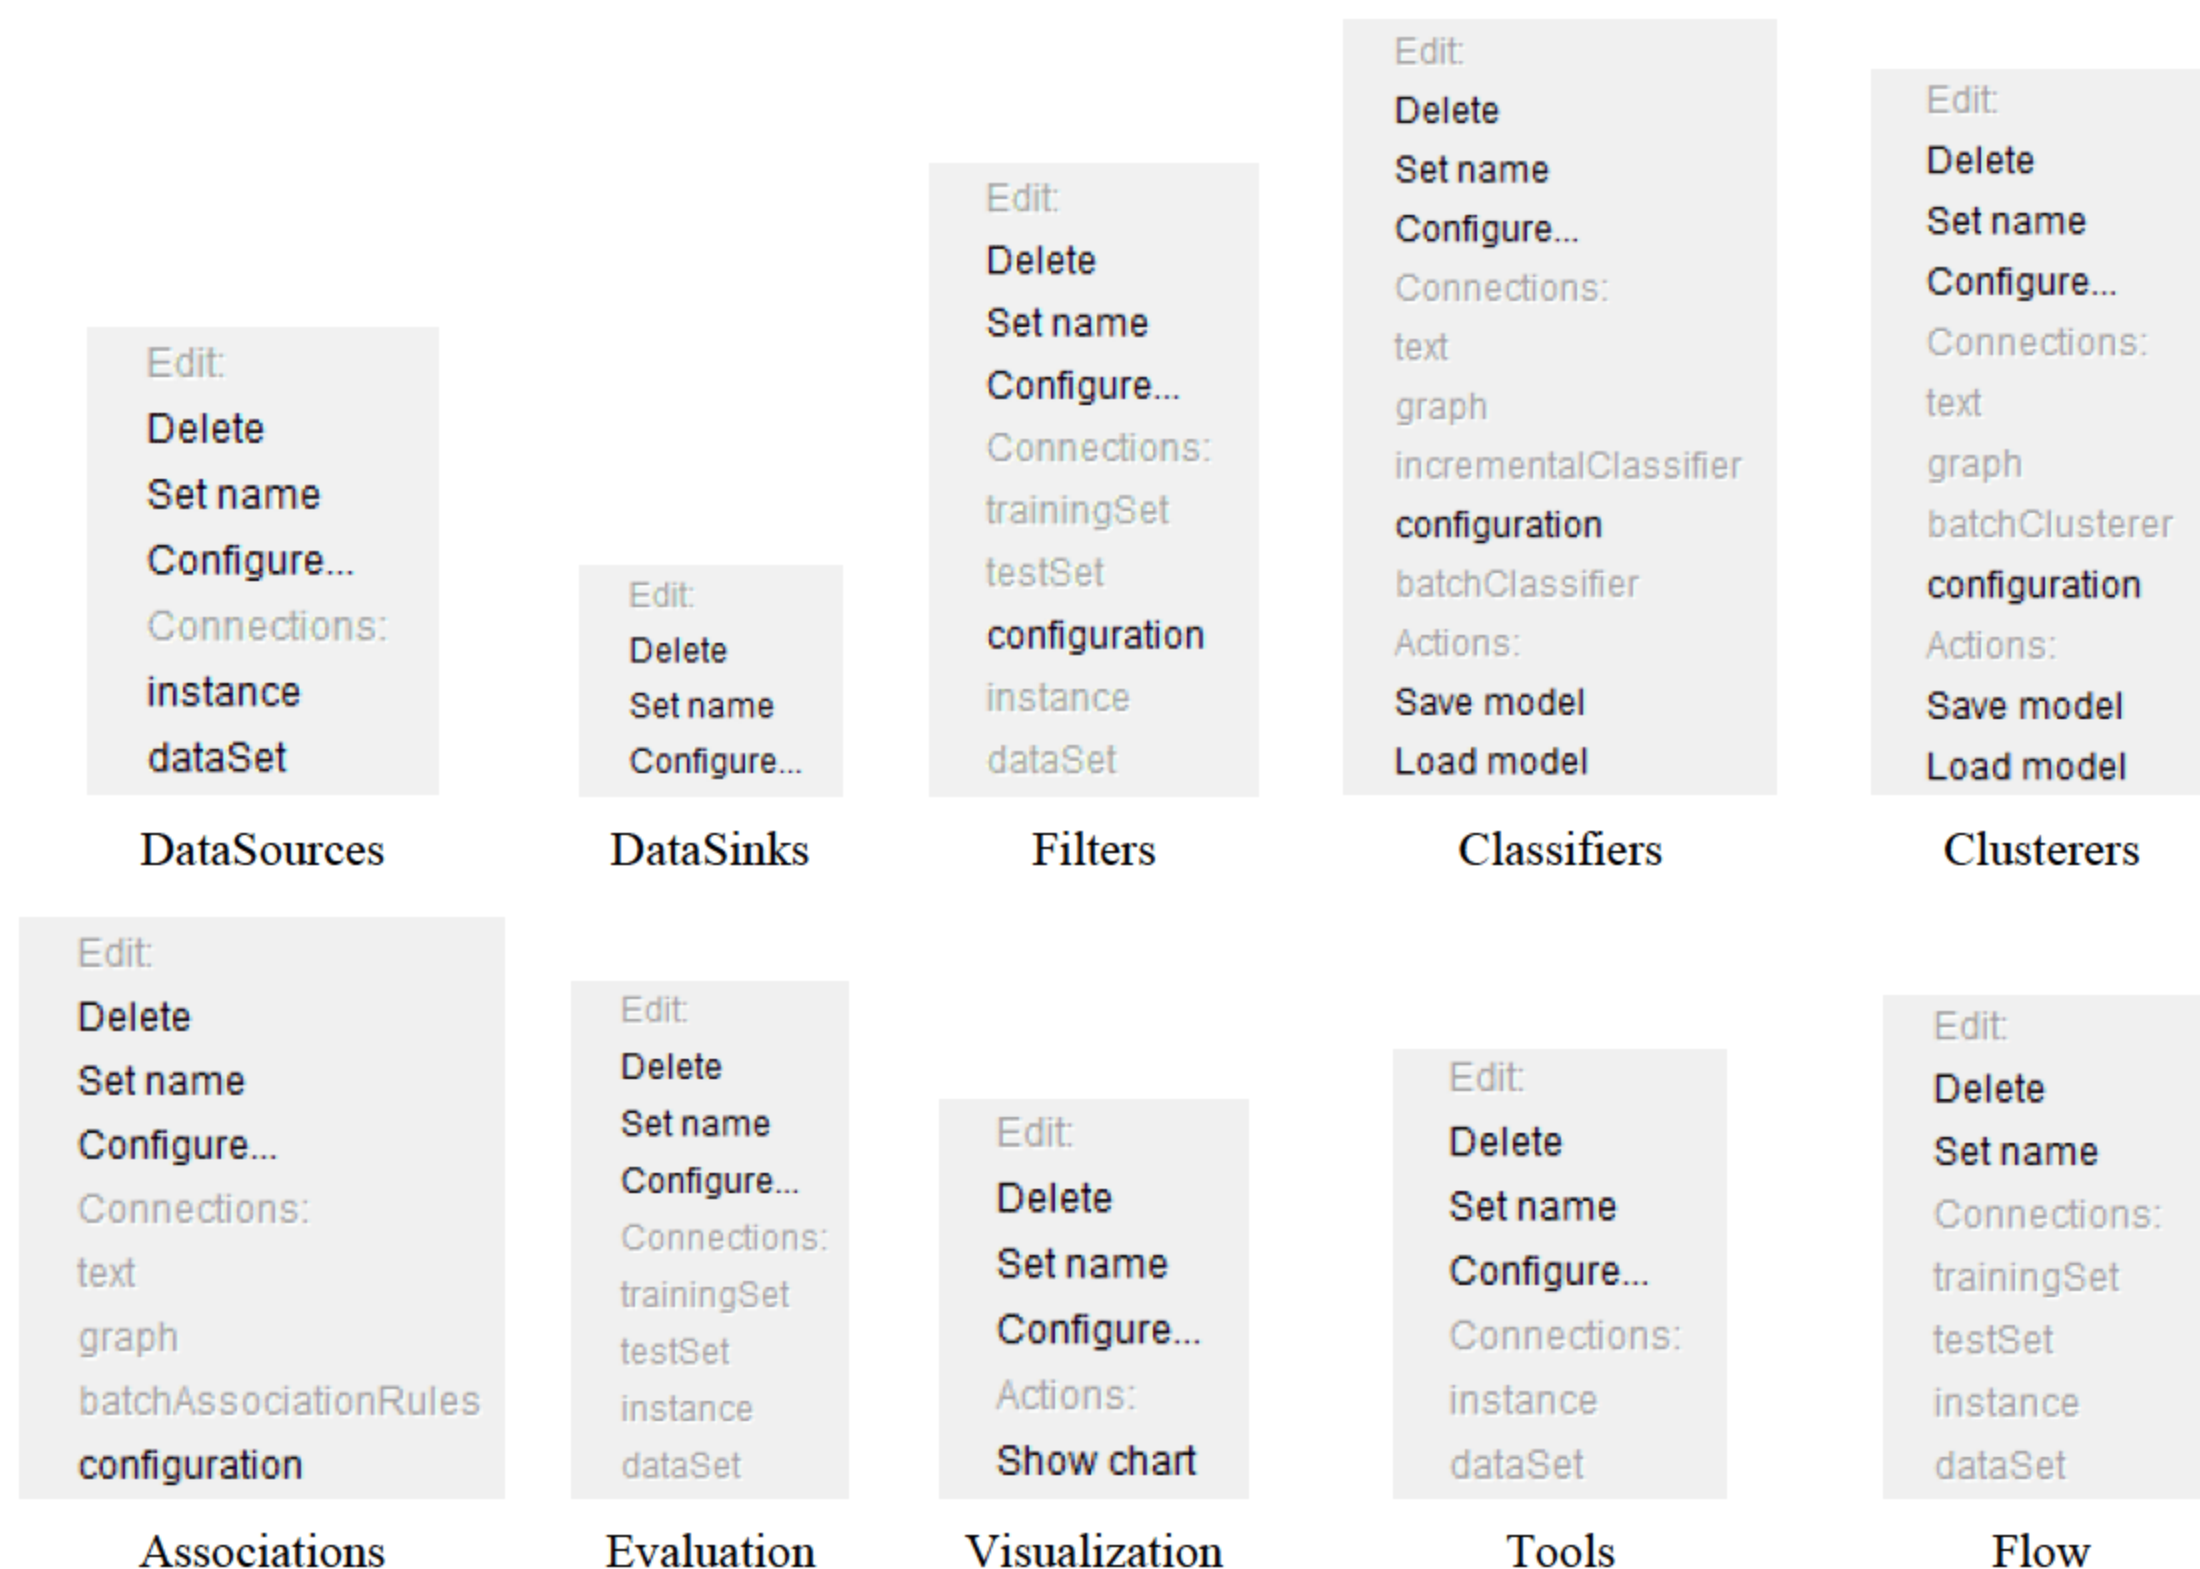 Edit:
Delete
Set name
Configure...
Connections:
instance
dataSet
DataSources
Edit:
Delete
Set name
Configure...
DataSinks
Edit:
Delete
Set name
Configure...
Connections:
trainingSet
testSet
configuration
instance
dataSet
Filters
Edit:
Delete
Set name
Configure...
Connections:
text
graph
incrementalClassifier
configuration
batchClassifier
Actions:
Save model
Load model
Classifiers
Edit:
Delete
Set name
Configure...
Connections:
text
graph
batchClusterer
configuration
Actions:
Save model
Load model
Clusterers
Edit:
Delete
Set name
Configure...
Connections:
text
graph
batchAssociationRules
configuration
Associations
Edit:
Delete
Set name
Configure...
Connections:
trainingSet
testSet
instance
dataSet
Evaluation
Edit:
Delete
Set name
Configure...
Actions:
Show chart
Visualization
Edit:
Delete
Set name
Configure...
Connections:
instance
dataSet
Tools
Edit:
Delete
Set name
Connections:
trainingSet
testSet
instance
dataSet
Flow